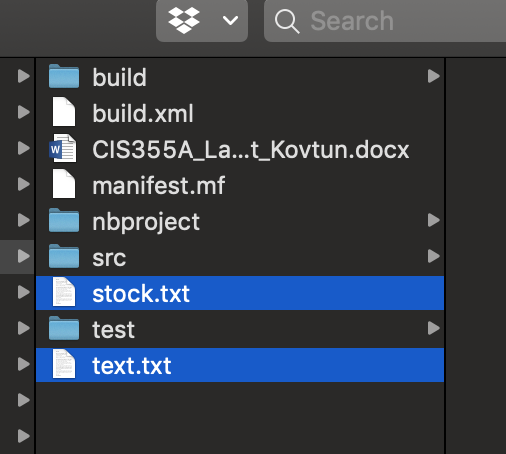 Search
build
build.xml
CIS355A_La...t_Kovtun.docx
manifest.mf
nbproject
src
stock.txt
test
text.txt